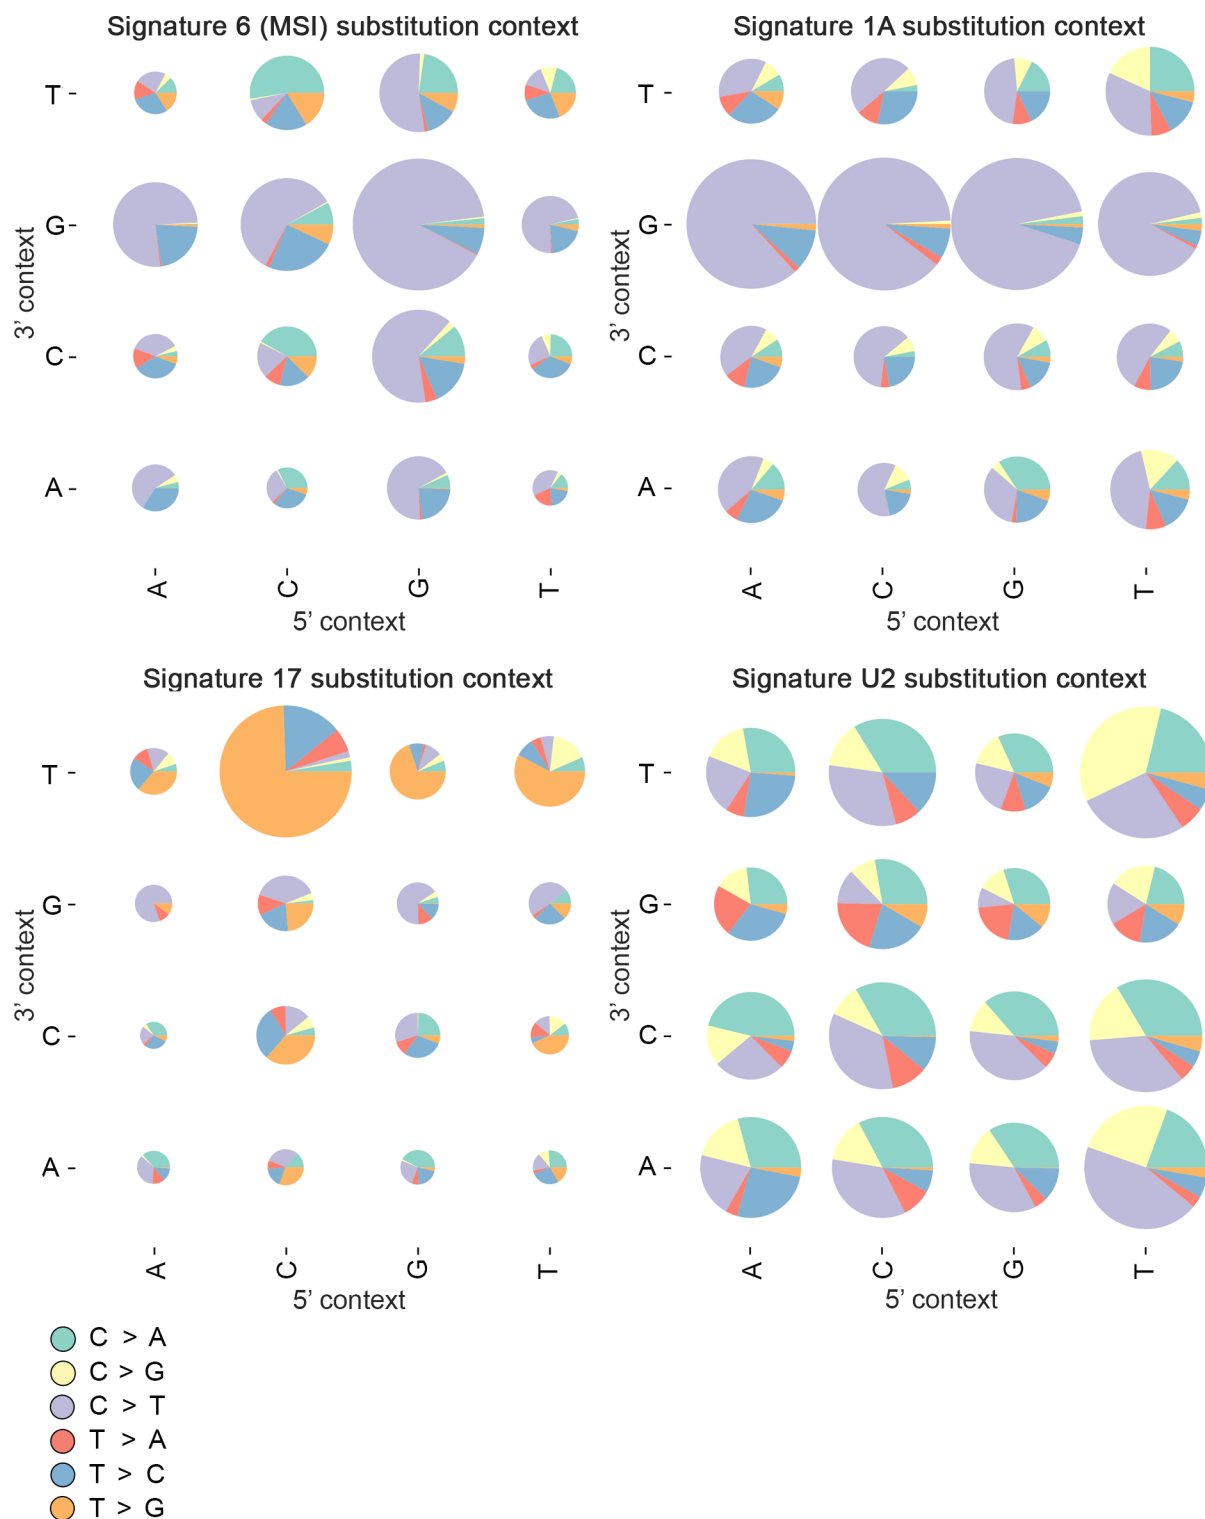 Signature 6 (MSI) substitution context
T
G
C
A
3’ context
A
C
G
T
5’ context
Signature 1A substitution context
T
G
C
A
3’ context
A
C
G
T
5’ context
Signature 17 substitution context
T
G
C
A
3’ context
A
C
G
T
5’ context
Signature U2 substitution context
T
G
C
A
3’ context
A
C
G
T
5’ context
C > A
C > G
C > T
T > A
T > C
T > G